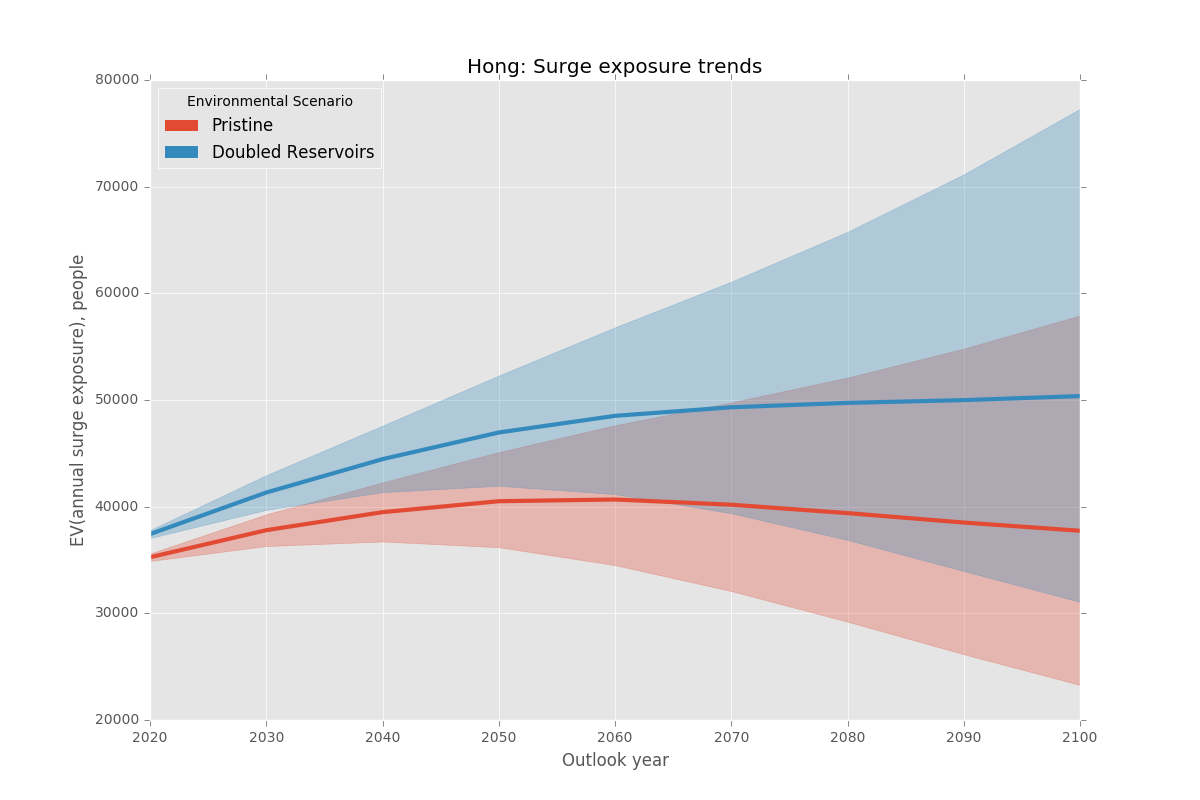 Hong: Surge exposure trends
80000
70000
60000
50000
40000
30000
20000
EV(annual surge exposure), people
Environmental Scenario
Pristine
Doubled Reservoirs
2020 2030 2040 2050 2060 2070 2080 2090 2100
Outlook year